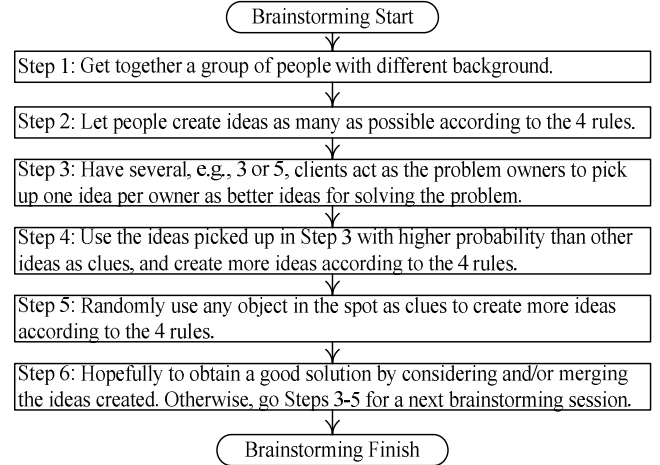 Brainstorming Start
Step 1: Get together a group of people with different background.
Step 2: Let people create ideas as many as possible according to the 4 rules.
Step 3: Have several, e.g., 3 or 5, clients act as the problem owners to pick
up one idea per owner as better ideas for solving the problem.
Step 4: Use the ideas picked up in Step 3 with higher probability than other
ideas as clues, and create more ideas according to the 4 rules.
Step 5: Randomly use any object in the spot as clues to create more ideas
according to the 4 rules.
Step 6: Hopefully to obtain a good solution by considering and/or merging
the ideas created. Otherwise, go Steps 3-5 for a next brainstorming session.
Brainstorming Finish